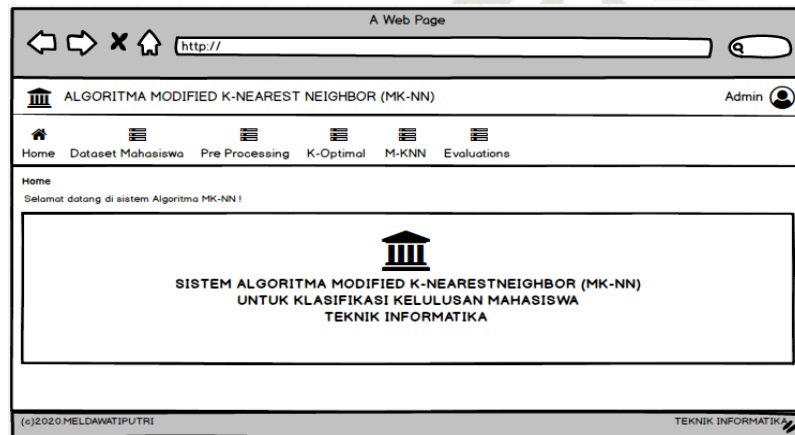 A Web Page
http://
ALGORITMA MODIFIED K-NEAREST NEIGHBOR (MK-NN)
Admin
Home Dataset Mahasiswa Pre Processing K-Optimal M-KNN Evaluations
Home
Selamat datang di sistem Algoritma MK-NN !
SISTEM ALGORITMA MODIFIED K-NEARESTNEIGHBOR (MK-NN)
UNTUK KLASIFIKASI KELULUSAN MAHASISWA
TEKNIK INFORMATIKA
(c)2020.MELDAWATIPUTRI
TEKNIK INFORMATIKA